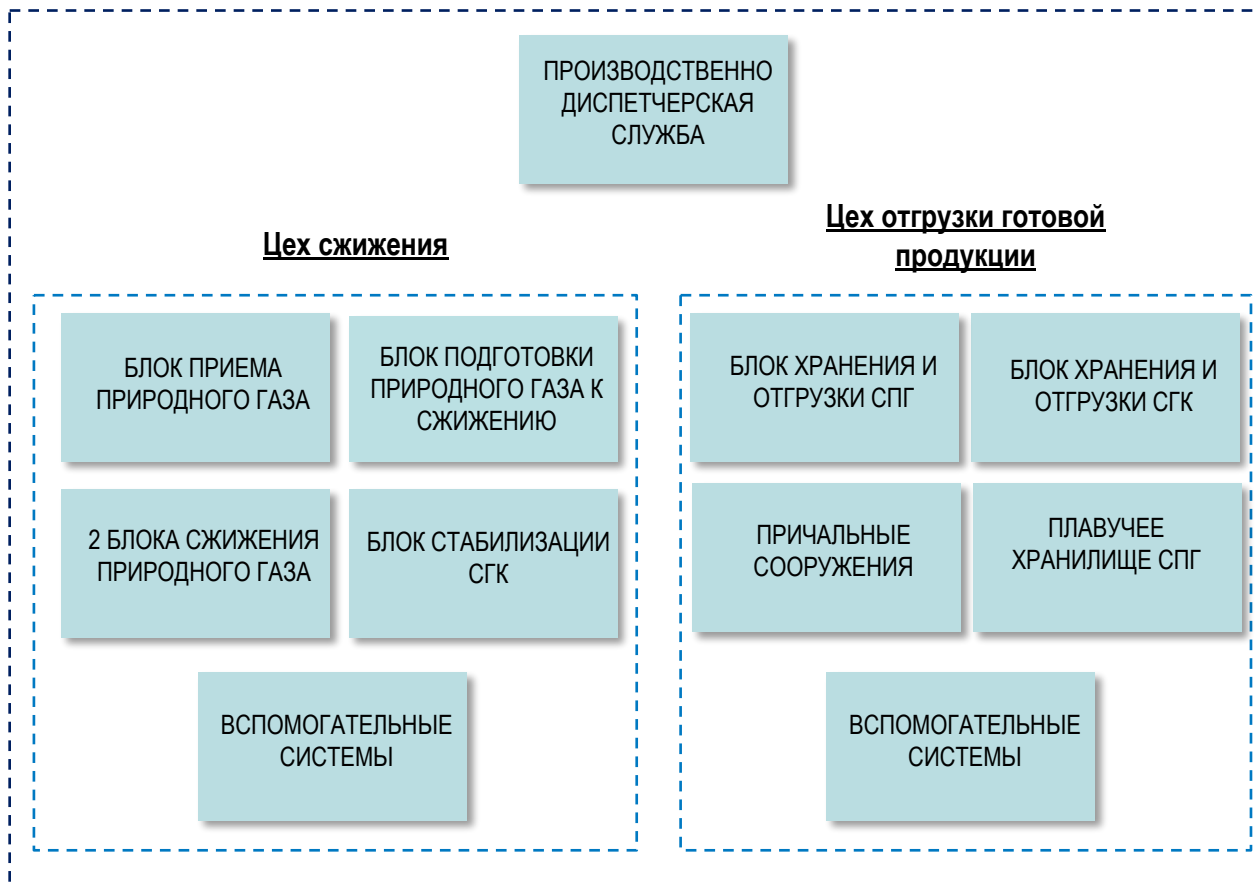 ПРОИЗВОДСТВЕННО
ДИСПЕТЧЕРСКАЯ
СЛУЖБА
Цех сжижения
БЛОК ПРИЕМА
ПРИРОДНОГО ГАЗА
БЛОК ПОДГОТОВКИ
ПРИРОДНОГО ГАЗА К
СЖИЖЕНИЮ
2 БЛОКА СЖИЖЕНИЯ
ПРИРОДНОГО ГАЗА
БЛОК СТАБИЛИЗАЦИИ
СГК
ВСПОМОГАТЕЛЬНЫЕ
СИСТЕМЫ
Цех отгрузки готовой
продукции
БЛОК ХРАНЕНИЯ И
ОТГРУЗКИ СПГ
БЛОК ХРАНЕНИЯ И
ОТГРУЗКИ СГК
ПРИЧАЛЬНЫЕ
СООРУЖЕНИЯ
ПЛАВУЧЕЕ
ХРАНИЛИЩЕ СПГ
ВСПОМОГАТЕЛЬНЫЕ
СИСТЕМЫ